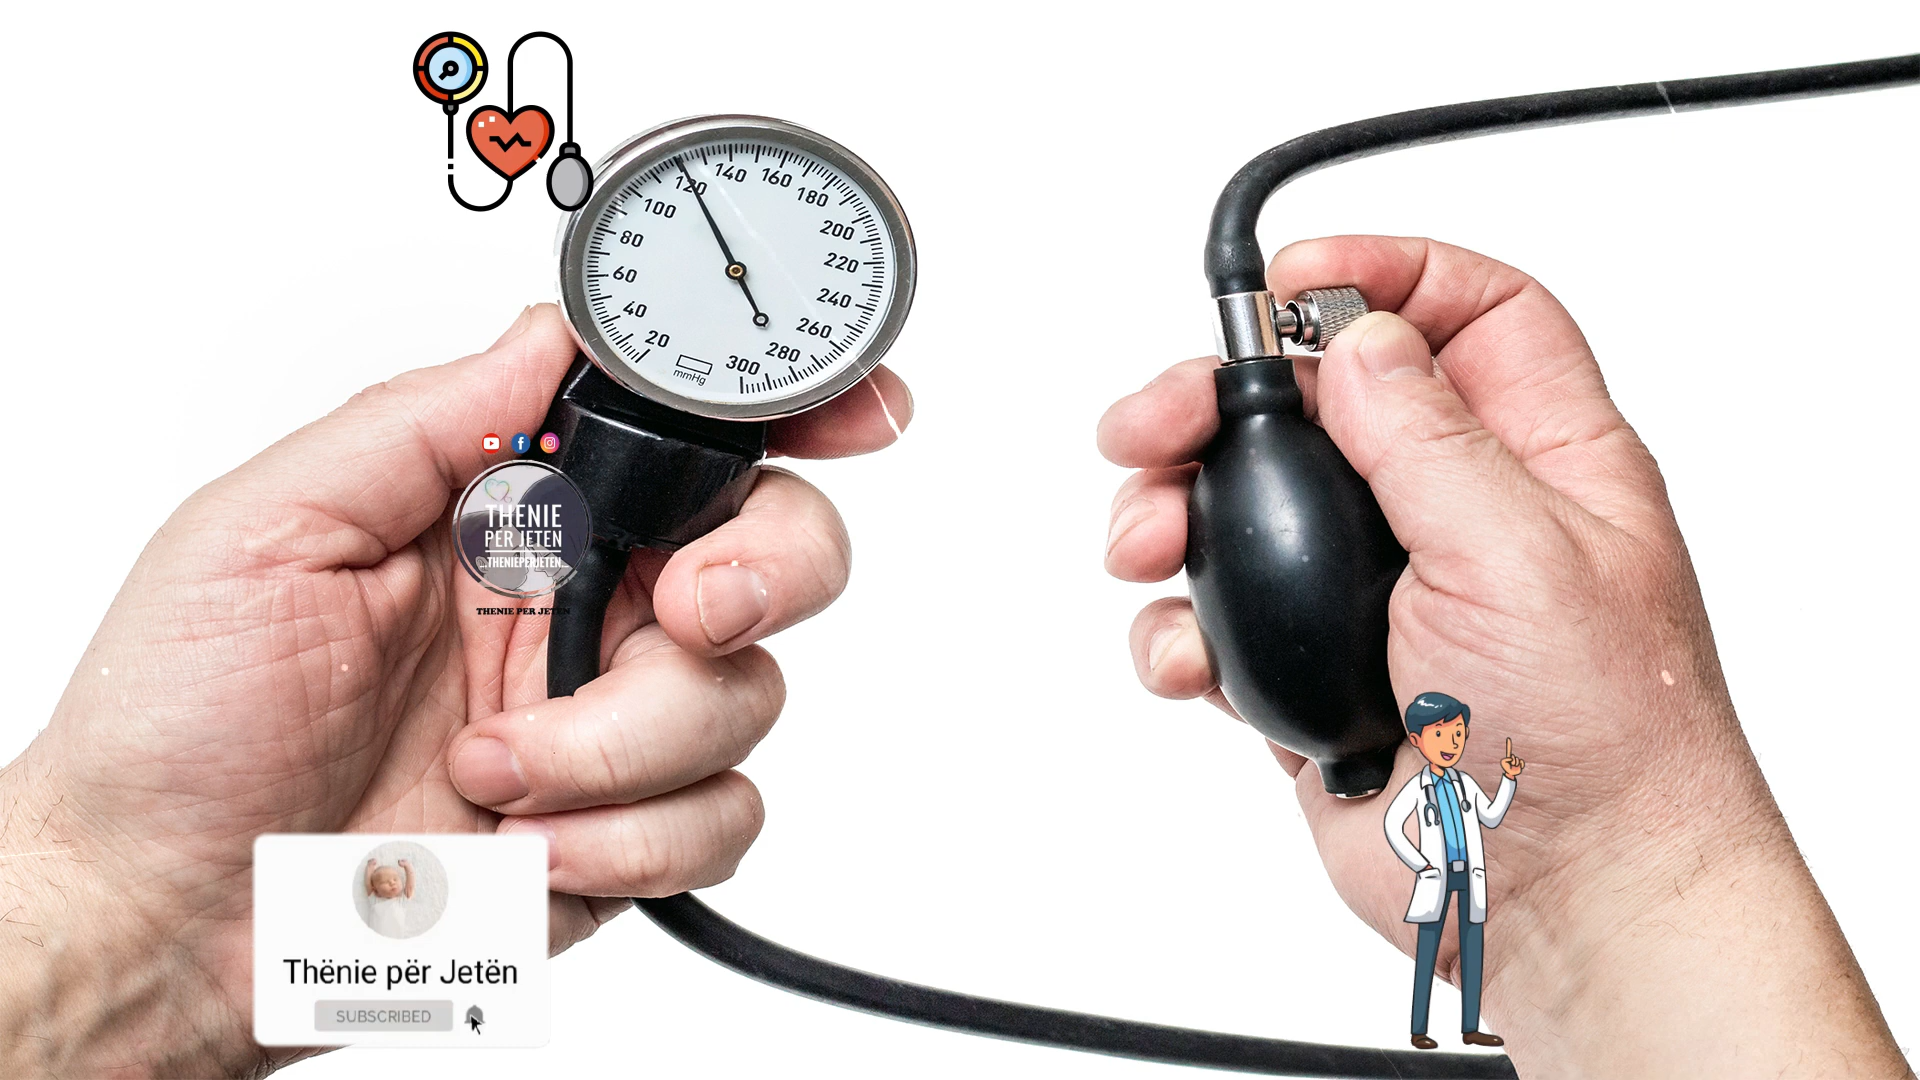 20
40
60
80
100
120
140
160
180
200
220
240
260
280
300
mmHg
THENIE
PER JETEN
...THENIEPERJETEN...
THENIE PER JETEN
Thënie për Jetën
SUBSCRIBED